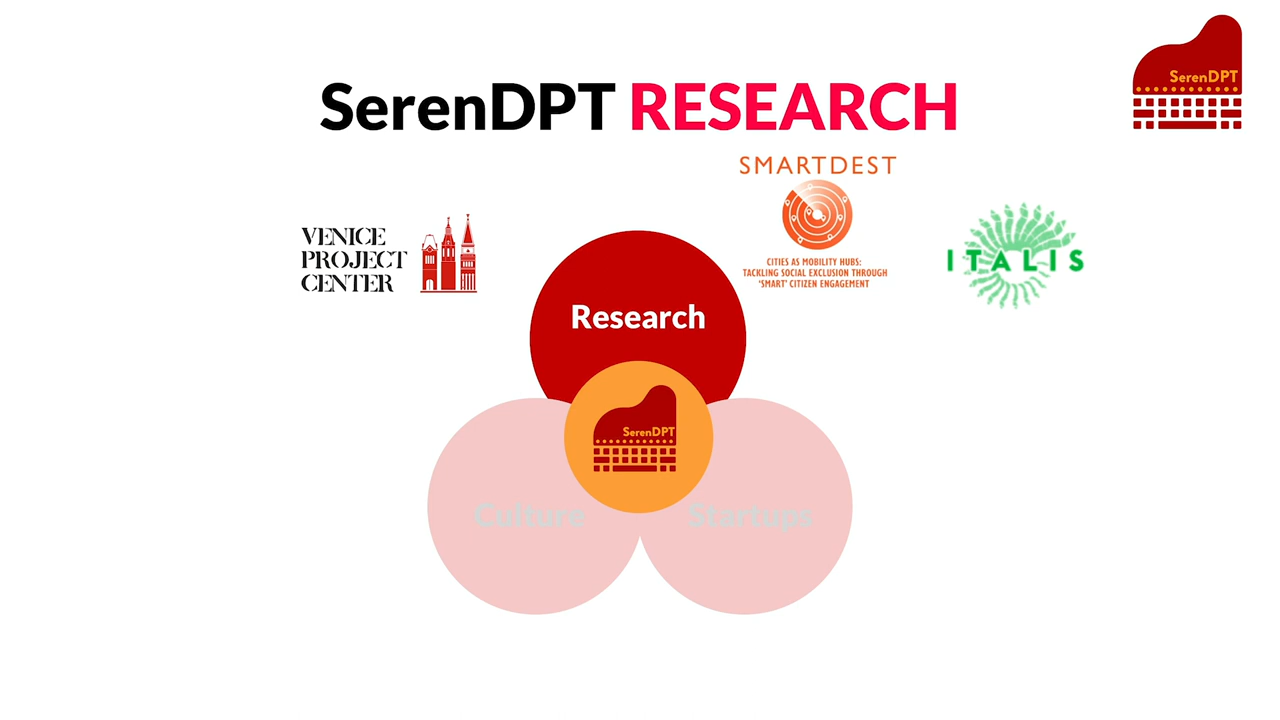 SerenDPT
SerenDPT RESEARCH
SMARTDEST
CITIES AS MOBILITY HUBS:
TACKLING SOCIAL EXCLUSION THROUGH
'SMART' CITIZEN ENGAGEMENT
VENICE
PROJECT
CENTER
ITALIS
Research
SerenDPT
Culture
Startups